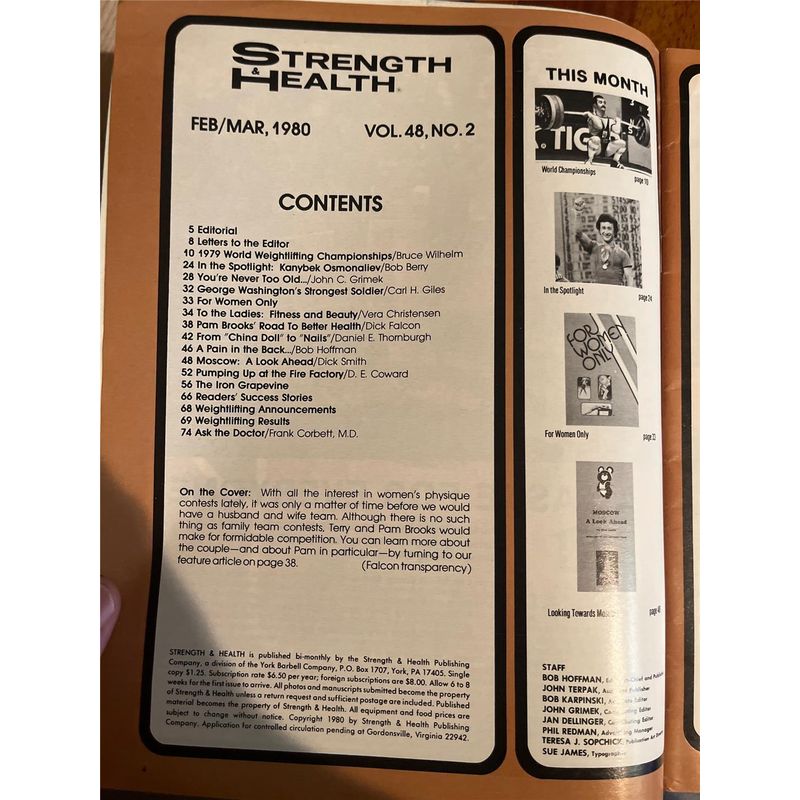 STRENGTH
& HEALTH
FEB/MAR, 1980 VOL. 48, NO. 2
CONTENTS
5 Editorial
8 Letters to the Editor
10 1979 World Weightlifting Championships/Bruce Wilhelm
24 In the Spotlight: Kanybek Osmonaliev/Bob Berry
28 You're Never Too Old.../John C. Grimek
32 George Washington's Strongest Soldier/Carl H. Giles
33 For Women Only
34 To the Ladies: Fitness and Beauty/Vera Christensen
38 Pam Brooks' Road To Better Health/Dick Falcon
42 From "China Doll" to "Nails"/Daniel E. Thornburgh
46 A Pain in the Back.../Bob Hoffman
48 Moscow: A Look Ahead/Dick Smith
52 Pumping Up at the Fire Factory/D. E. Coward
56 The Iron Grapevine
66 Readers' Success Stories
68 Weightlifting Announcements
69 Weightlifting Results
74 Ask the Doctor/Frank Corbett, M.D.
On the Cover: With all the interest in women's physique
contests lately, it was only a matter of time before we would
have a husband and wife team. Although there is no such
thing as family team contests, Terry and Pam Brooks would
make for formidable competition. You can learn more about
the couple—and about Pam in particular—by turning to our
feature article on page 38. (Falcon transparency)
STRENGTH & HEALTH is published bi-monthly by the Strength & Health Publishing
Company, a division of the York Barbell Company, P.O. Box 1707, York, PA 17405. Single
copy $1.25. Subscription rate $6.50 per year; foreign subscriptions are $8.00. Allow 6 to 8
weeks for the first issue to arrive. All photos and manuscripts submitted become the property
of Strength & Health unless a return request and sufficient postage are included. Published
material becomes the property of Strength & Health. All equipment and food prices are
subject to change without notice. Copyright 1980 by Strength & Health Publishing
Company. Application for controlled circulation pending at Gordonsville, Virginia 22942.
THIS MONTH
TIG
World Championships
page 10
In the Spotlight
page 24
FOR
WOMEN
ONLY
For Women Only page 33
MOSCOW
A Look Ahead
Looking Towards
page 48
STAFF
BOB HOFFMAN,
JOHN TERPAK, Publisher
BOB KARPINSKI, Editor
JOHN GRIMEK, Editor
JAN DELLINGER, Editor
PHIL REDMAN, Manager
TERESA J. SOPCHICK, Publication Art
SUE JAMES,